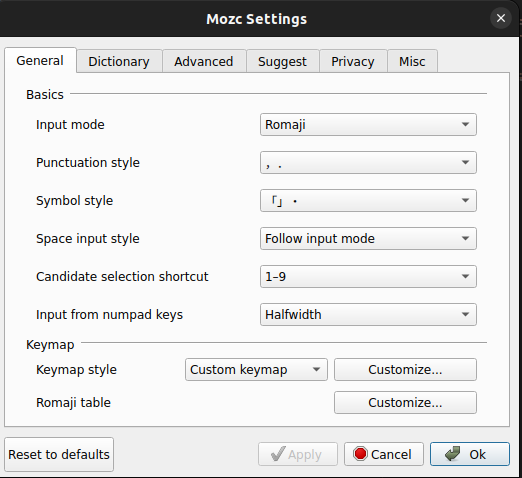 Mozc Settings
General Dictionary Advanced Suggest Privacy Misc
Basics
Input mode Romaji
Punctuation style ，．
Symbol style 「」・
Space input style Follow input mode
Candidate selection shortcut 1–9
Input from numpad keys Halfwidth
Keymap
Keymap style Custom keymap Customize...
Romaji table Customize...
Reset to defaults Apply Cancel Ok